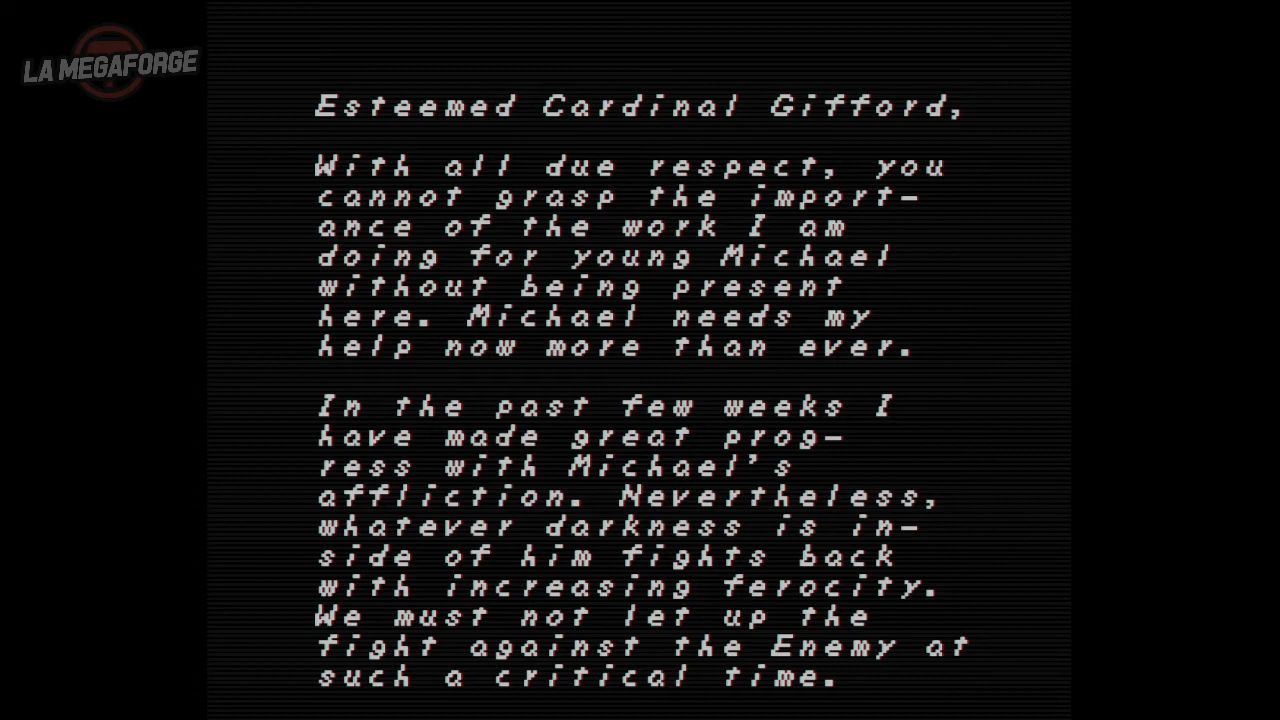 LA MEGAFORGE
Esteemed Cardinal Gifford,
With all due respect, you
cannot grasp the import-
ance of the work I am
doing for young Michael
without being present
here. Michael needs my
help now more than ever.
In the past few weeks I
have made great prog-
ress with Michael's
affliction. Nevertheless,
whatever darkness is in-
side of him fights back
with increasing ferocity.
We must not let up the
fight against the Enemy at
such a critical time.